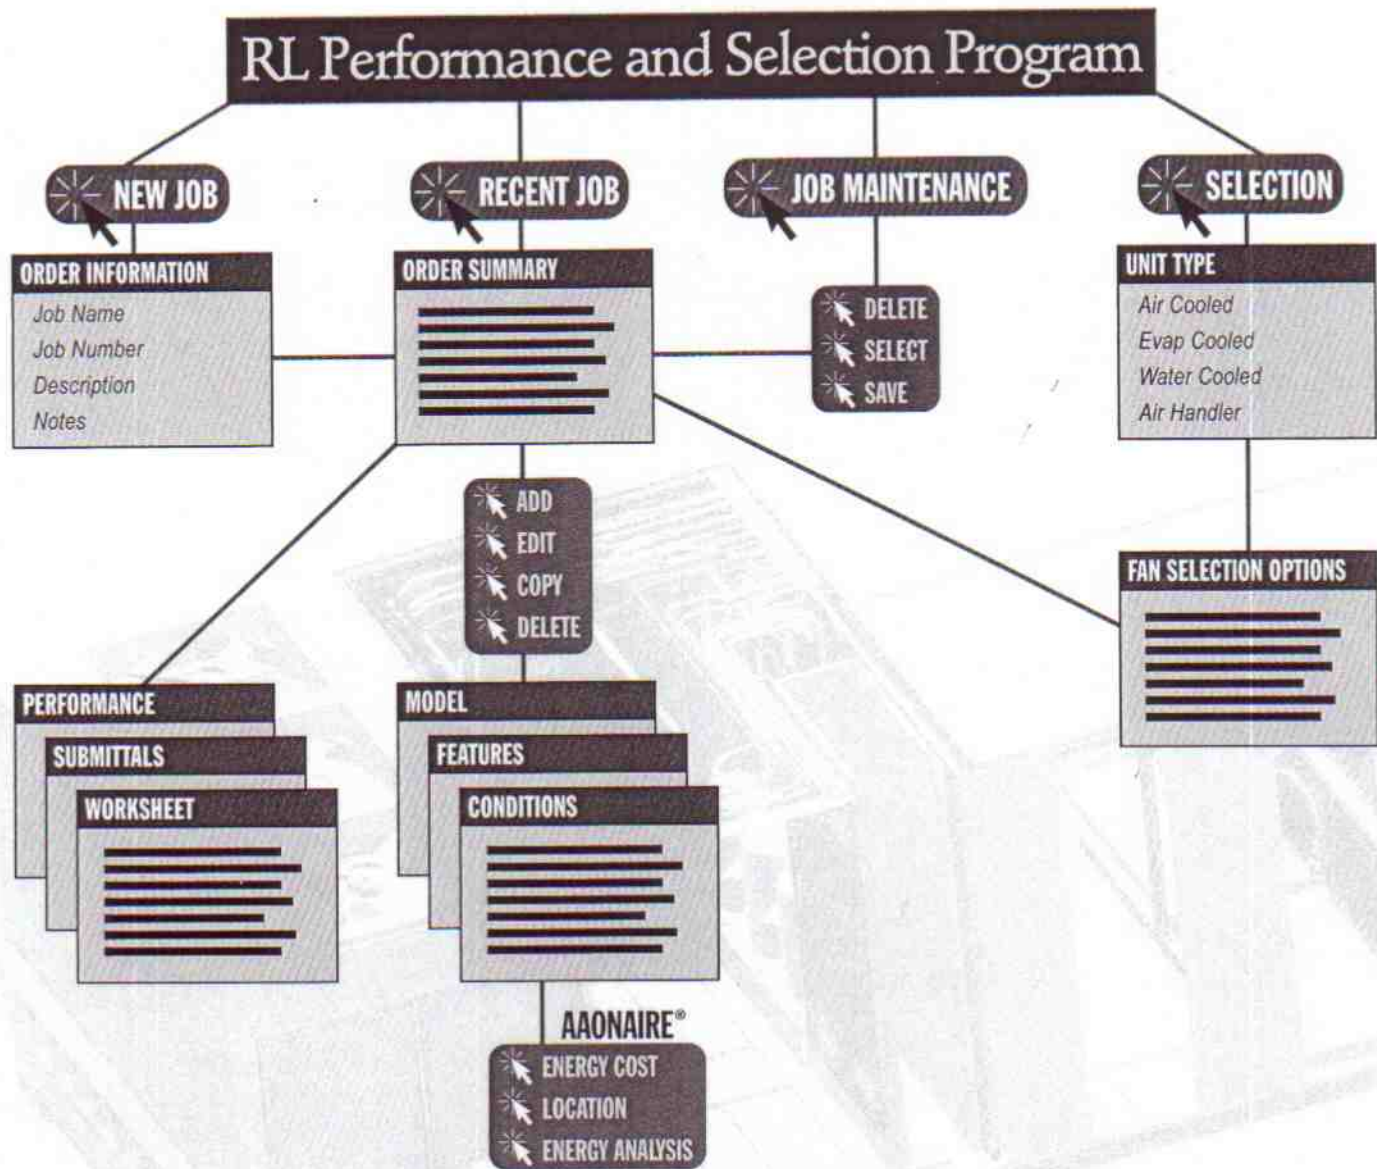 RL Performance and Selection Program
NEW JOB
RECENT JOB
JOB MAINTENANCE
SELECTION
ORDER INFORMATION
Job Name
Job Number
Description
Notes
ORDER SUMMARY
DELETE
SELECT
SAVE
UNIT TYPE
Air Cooled
Evap Cooled
Water Cooled
Air Handler
ADD
EDIT
COPY
DELETE
FAN SELECTION OPTIONS
PERFORMANCE
SUBMITTALS
WORKSHEET
MODEL
FEATURES
CONDITIONS
AAONAIRE®
ENERGY COST
LOCATION
ENERGY ANALYSIS